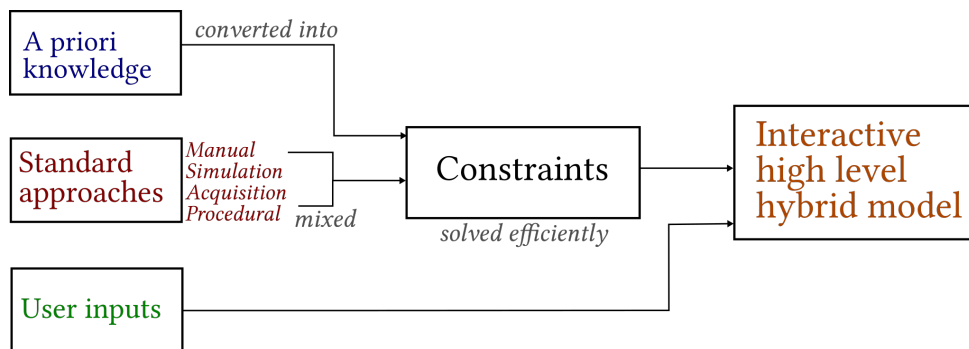 A priori
knowledge
converted into
Standard
approaches
Manual
Simulation
Acquisition
Procedural
mixed
Constraints
solved efficiently
Interactive
high level
hybrid model
User inputs